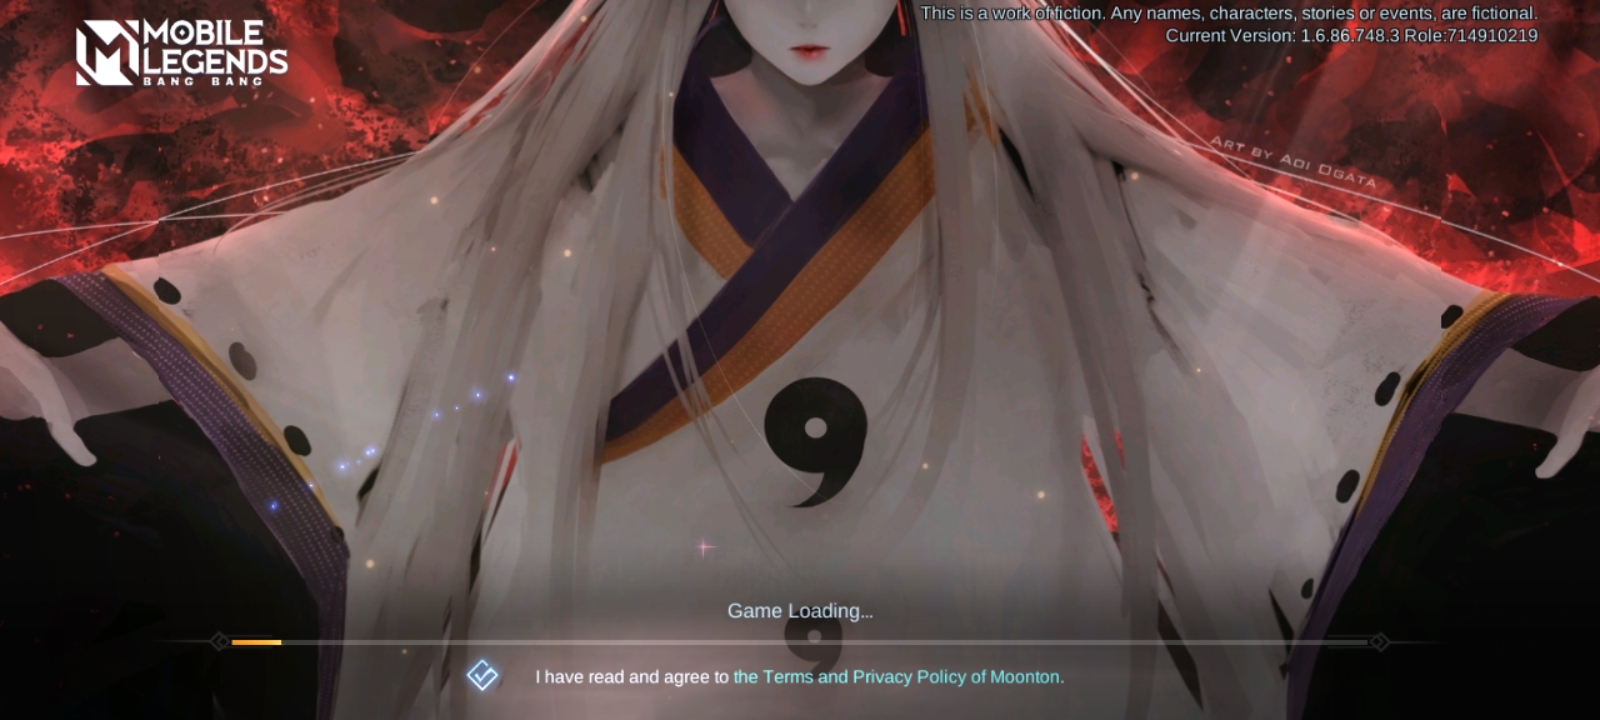 MOBILE
LEGENDS
BANG BANG
This is a work of fiction. Any names, characters, stories or events, are fictional.
Current Version: 1.6.86.748.3 Role:714910219
ART BY AOI OGATA
Game Loading...
I have read and agree to the Terms and Privacy Policy of Moonton.